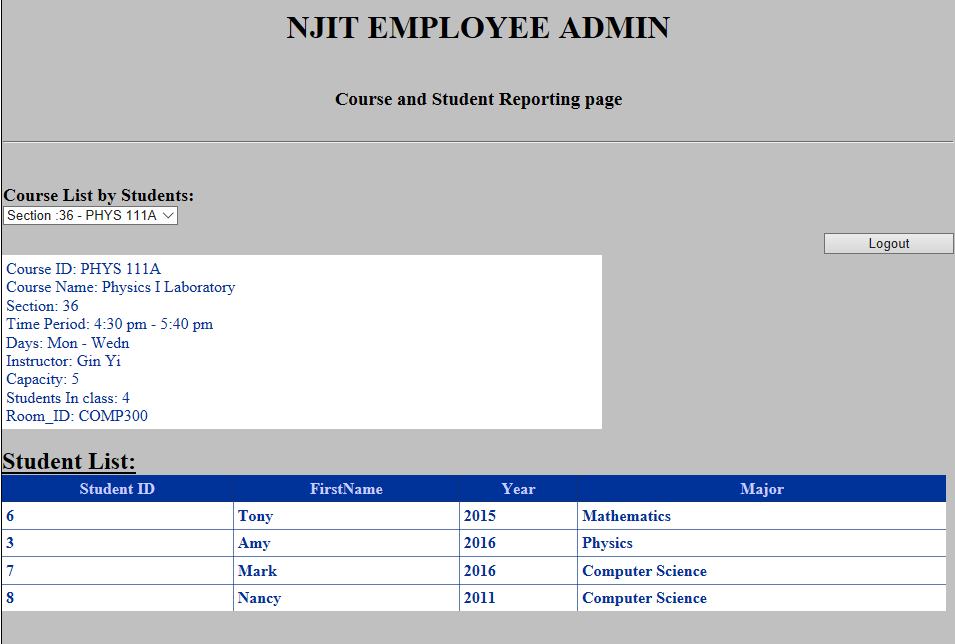 NJIT EMPLOYEE ADMIN
Course and Student Reporting page
Course List by Students:
Section :36 - PHYS 111A
Logout
Course ID: PHYS 111A
Course Name: Physics I Laboratory
Section: 36
Time Period: 4:30 pm - 5:40 pm
Days: Mon - Wedn
Instructor: Gin Yi
Capacity: 5
Students In class: 4
Room_ID: COMP300
Student List:
Student ID FirstName Year Major
6 Tony 2015 Mathematics
3 Amy 2016 Physics
7 Mark 2016 Computer Science
8 Nancy 2011 Computer Science